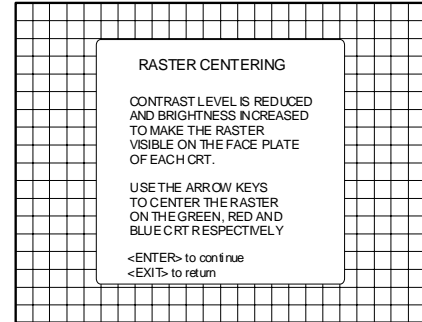 RASTER CENTERING
CONTRAST LEVEL IS REDUCED
AND BRIGHTNESS INCREASED
TO MAKE THE RASTER
VISIBLE ON THE FACE PLATE
OF EACH CRT.
USE THE ARROW KEYS
TO CENTER THE RASTER
ON THE GREEN, RED AND
BLUE CRT RESPECTIVELY
<ENTER> to continue
<EXIT> to return